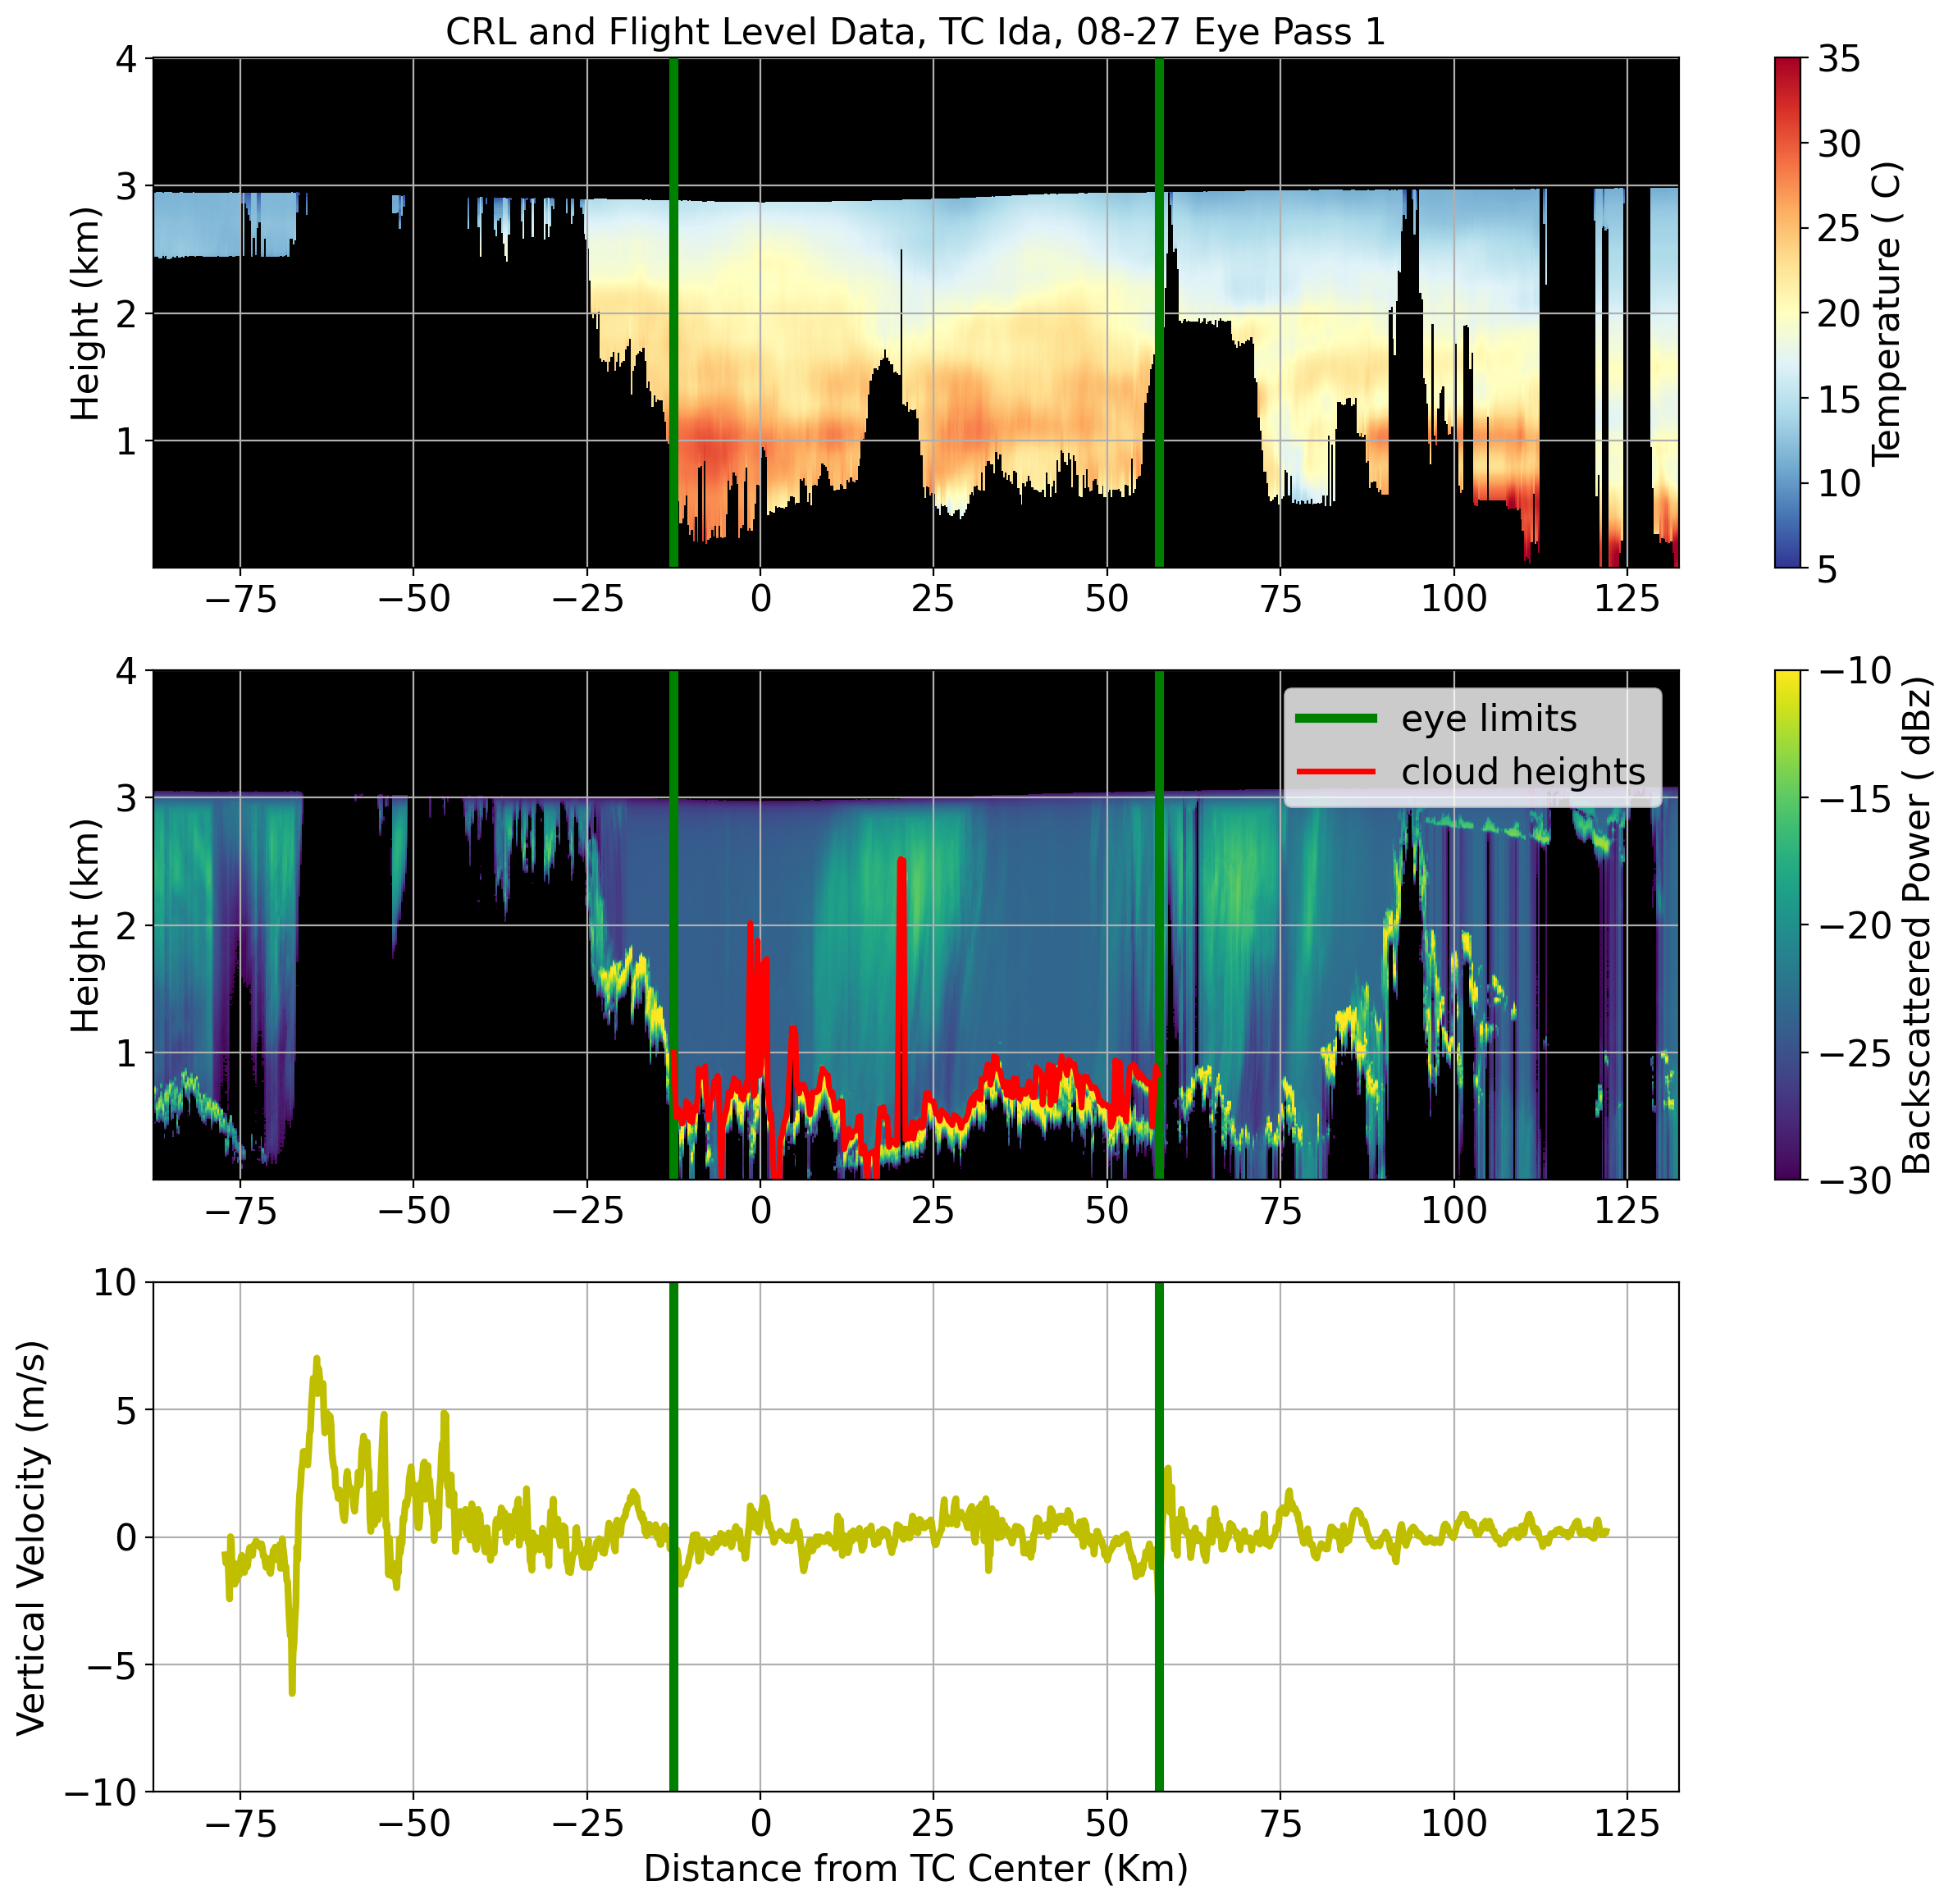 CRL and Flight Level Data, TC Ida, 08-27 Eye Pass 1
4
3
2
1
Height (km)
−75 −50 −25 0 25 50 75 100 125
35
30
25
20
15
10
5
Temperature ( C)
4
3
2
1
Height (km)
eye limits
cloud heights
−75 −50 −25 0 25 50 75 100 125
−10
−15
−20
−25
−30
Backscattered Power ( dBz)
10
5
0
−5
−10
Vertical Velocity (m/s)
−75 −50 −25 0 25 50 75 100 125
Distance from TC Center (Km)